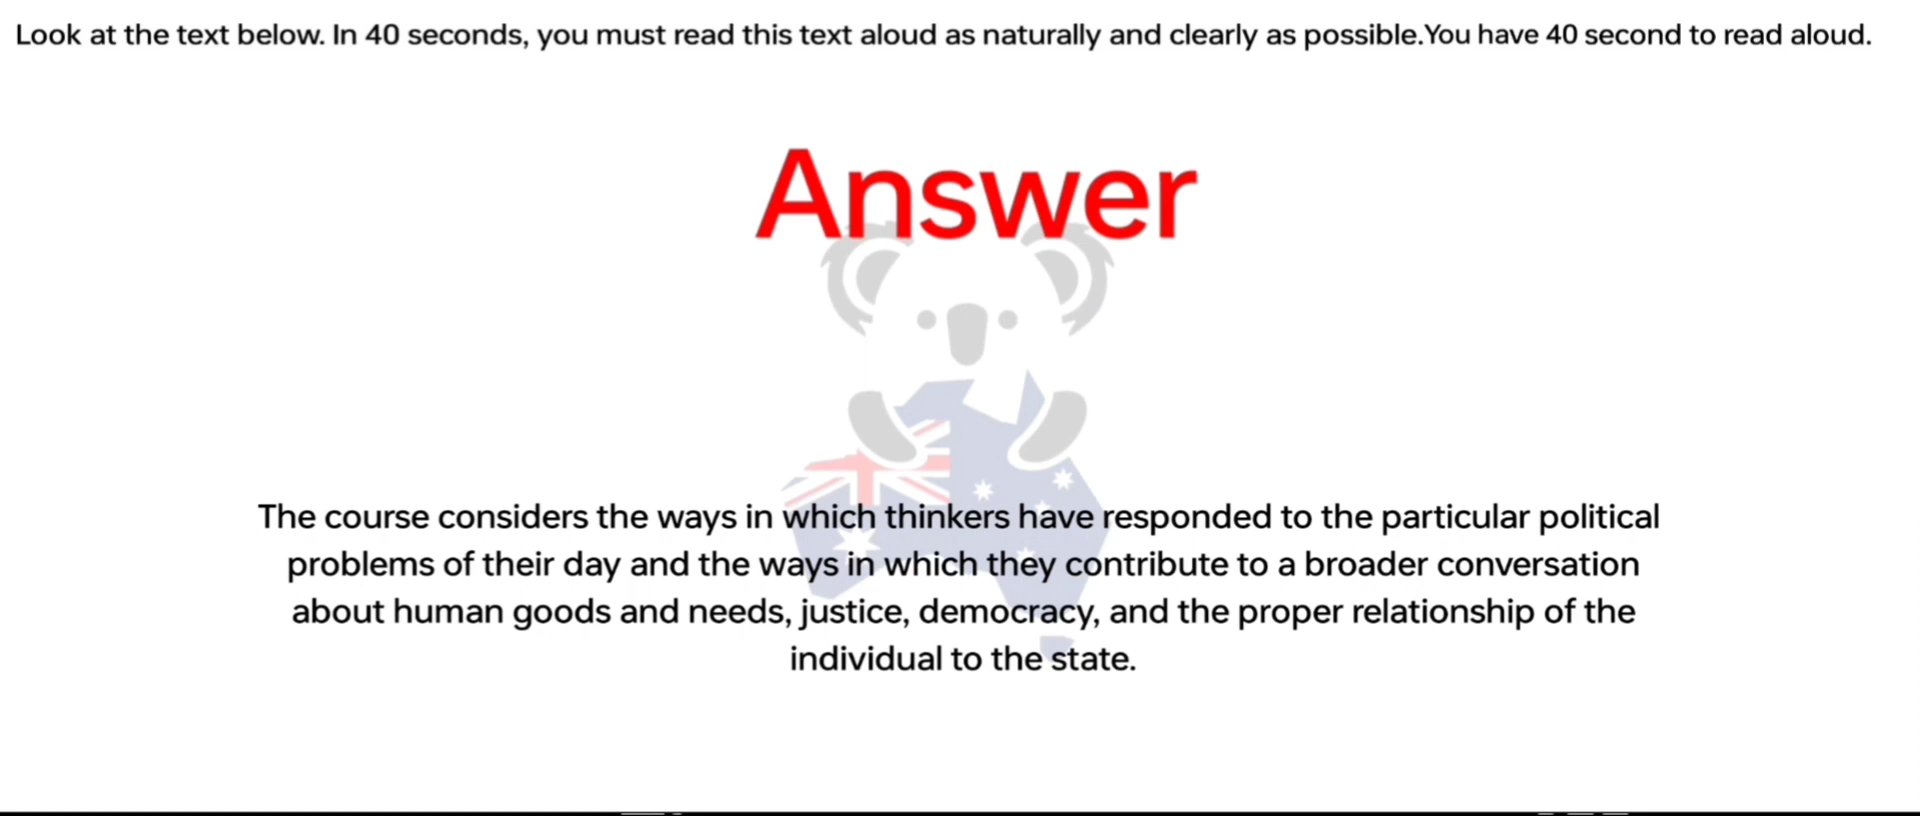 Look at the text below. In 40 seconds, you must read this text aloud as naturally and clearly as possible.You have 40 second to read aloud.
Answer
The course considers the ways in which thinkers have responded to the particular political
problems of their day and the ways in which they contribute to a broader conversation
about human goods and needs, justice, democracy, and the proper relationship of the
individual to the state.